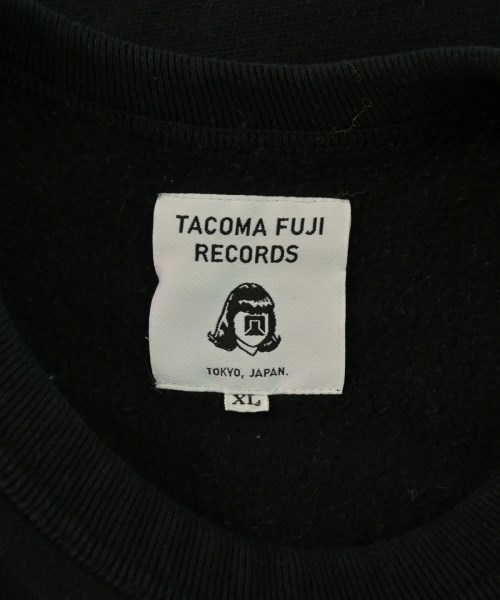 TACOMA FUJI
RECORDS
TOKYO, JAPAN.
XL